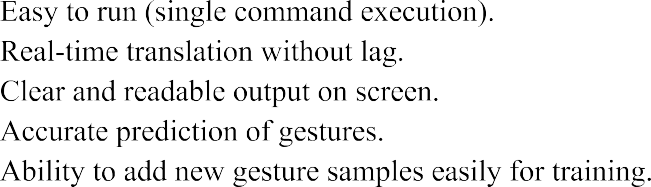 Easy to run (single command execution).
Real-time translation without lag.
Clear and readable output on screen.
Accurate prediction of gestures.
Ability to add new gesture samples easily for training.